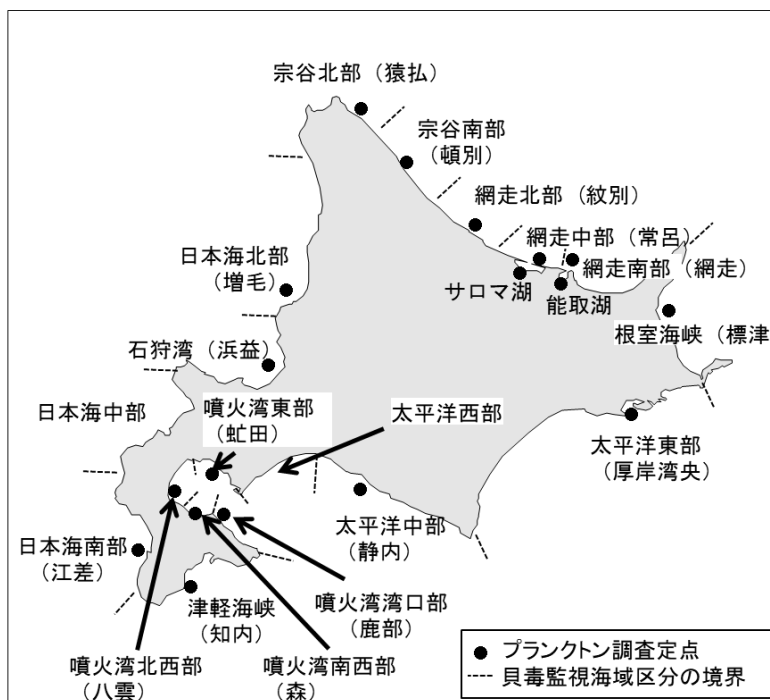 宗谷北部（猿払）
宗谷南部
（頓別）
網走北部（紋別）
網走中部（常呂）
網走南部（網走）
サロマ湖
能取湖
日本海北部
（増毛）
根室海峡（標津）
石狩湾（浜益）
日本海中部
噴火湾東部
（虻田）
太平洋西部
太平洋東部
（厚岸湾央）
太平洋中部
（静内）
日本海南部
（江差）
津軽海峡
（知内）
噴火湾湾口部
（鹿部）
噴火湾北西部
（八雲）
噴火湾南西部
（森）
プランクトン調査定点
貝毒監視海域区分の境界